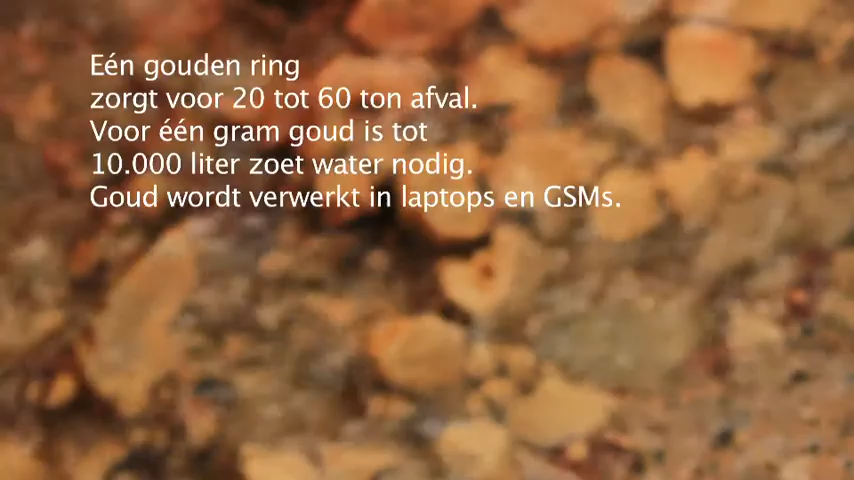 Eén gouden ring
zorgt voor 20 tot 60 ton afval.
Voor één gram goud is tot
10.000 liter zoet water nodig.
Goud wordt verwerkt in laptops en GSMs.